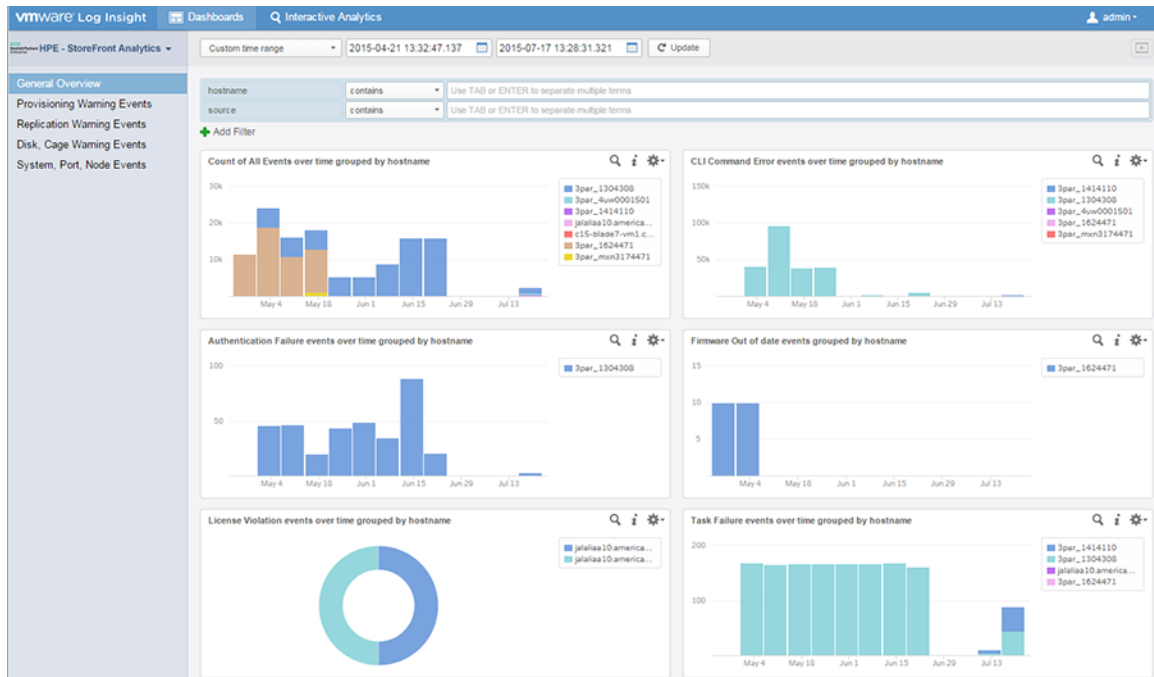 vmware Log Insight Dashboards Interactive Analytics admin
HPE - StoreFront Analytics
Custom time range 2015-04-21 13:32:47.137 2015-07-17 13:28:31.321 Update
General Overview
Provisioning Warning Events
Replication Warning Events
Disk, Cage Warning Events
System, Port, Node Events
hostname contains Use TAB or ENTER to separate multiple terms
source contains Use TAB or ENTER to separate multiple terms
Add Filter
Count of All Events over time grouped by hostname
30k
20k
10k
May 4 May 18 Jun 1 Jun 15 Jun 29 Jul 13
3par_1304308
3par_4uw0001501
3par_1414110
jalaliaa10.america...
c15-blade7-vm1.c...
3par_1624471
3par_mxn3174471
CLI Command Error events over time grouped by hostname
150k
100k
50k
May 4 May 18 Jun 1 Jun 15 Jun 29 Jul 13
3par_1414110
3par_1304308
3par_4uw0001501
3par_1624471
3par_mxn3174471
Authentication Failure events over time grouped by hostname
100
50
May 4 May 18 Jun 1 Jun 15 Jun 29 Jul 13
3par_1304308
Firmware Out of date events grouped by hostname
15
10
5
May 4 May 18 Jun 1 Jun 15 Jun 29 Jul 13
3par_1624471
License Violation events over time grouped by hostname
jalaliaa10.america...
jalaliaa10.america...
Task Failure events over time grouped by hostname
200
100
May 4 May 18 Jun 1 Jun 15 Jun 29 Jul 13
3par_1414110
3par_1304308
jalaliaa10.america...
3par_1624471